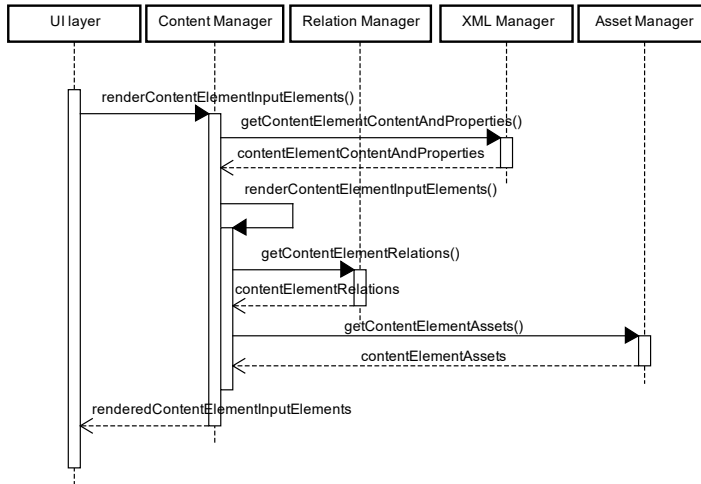 UI layer
Content Manager
Relation Manager
XML Manager
Asset Manager
renderContentElementInputElements()
getContentElementContentAndProperties()
contentElementContentAndProperties
renderContentElementInputElements()
getContentElementRelations()
contentElementRelations
getContentElementAssets()
contentElementAssets
renderedContentElementInputElements